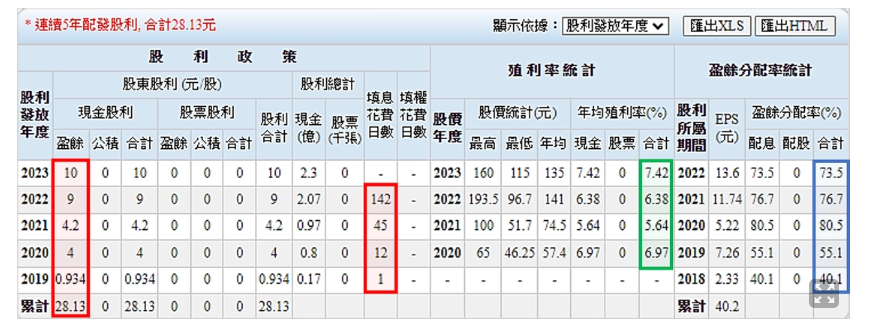 * 連續5年配發股利, 合計28.13元 顯示依據：股利發放年度 匯出XLS 匯出HTML
股利政策 殖利率統計 盈餘分配率統計
股利發放年度 股東股利 (元/股) 股利總計 填息花費日數 填權花費日數 股價年度 股價統計(元) 年均殖利率(%) 股利所屬期間 EPS(元) 盈餘分配率(%)
現金股利 股票股利 股利合計 現金(億) 股票(千張) 最高 最低 年均 現金 股票 合計 配息 配股 合計
盈餘 公積 合計 盈餘 公積 合計
2023 10 0 10 0 0 0 10 2.3 0 - - 2023 160 115 135 7.42 0 7.42 2022 13.6 73.5 0 73.5
2022 9 0 9 0 0 0 9 2.07 0 142 - 2022 193.5 96.7 141 6.38 0 6.38 2021 11.74 76.7 0 76.7
2021 4.2 0 4.2 0 0 0 4.2 0.97 0 45 - 2021 100 51.7 74.5 5.64 0 5.64 2020 5.22 80.5 0 80.5
2020 4 0 4 0 0 0 4 0.8 0 12 - 2020 65 46.25 57.4 6.97 0 6.97 2019 7.26 55.1 0 55.1
2019 0.934 0 0.934 0 0 0 0.934 0.17 0 1 - - - - - - - - 2018 2.33 40.1 0 40.1
累計 28.13 0 28.13 0 0 0 28.13 累計 40.2